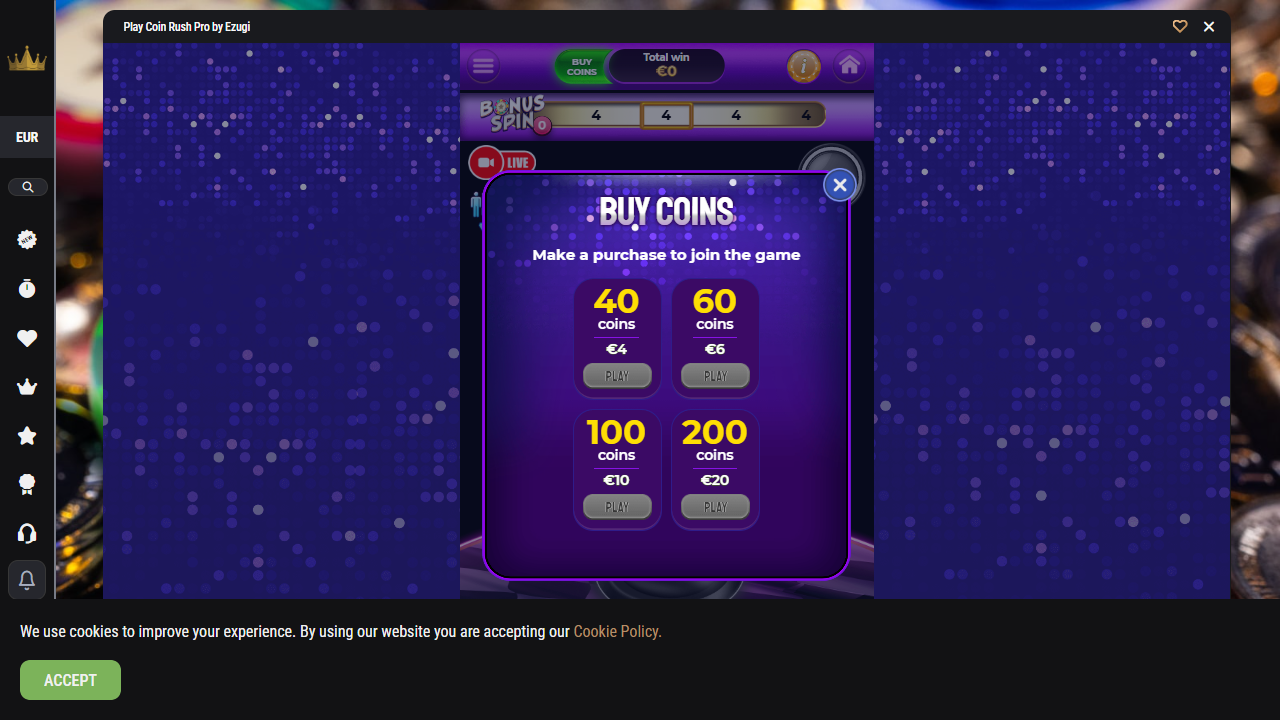 Play Coin Rush Pro by Ezugi
BUY
COINS
Total win
€0
EUR
BONUS
SPIN
0
4
4
4
4
NEW
LIVE
BUY COINS
Make a purchase to join the game
40
coins
€4
PLAY
60
coins
€6
PLAY
100
coins
€10
PLAY
200
coins
€20
PLAY
We use cookies to improve your experience. By using our website you are accepting our Cookie Policy.
ACCEPT